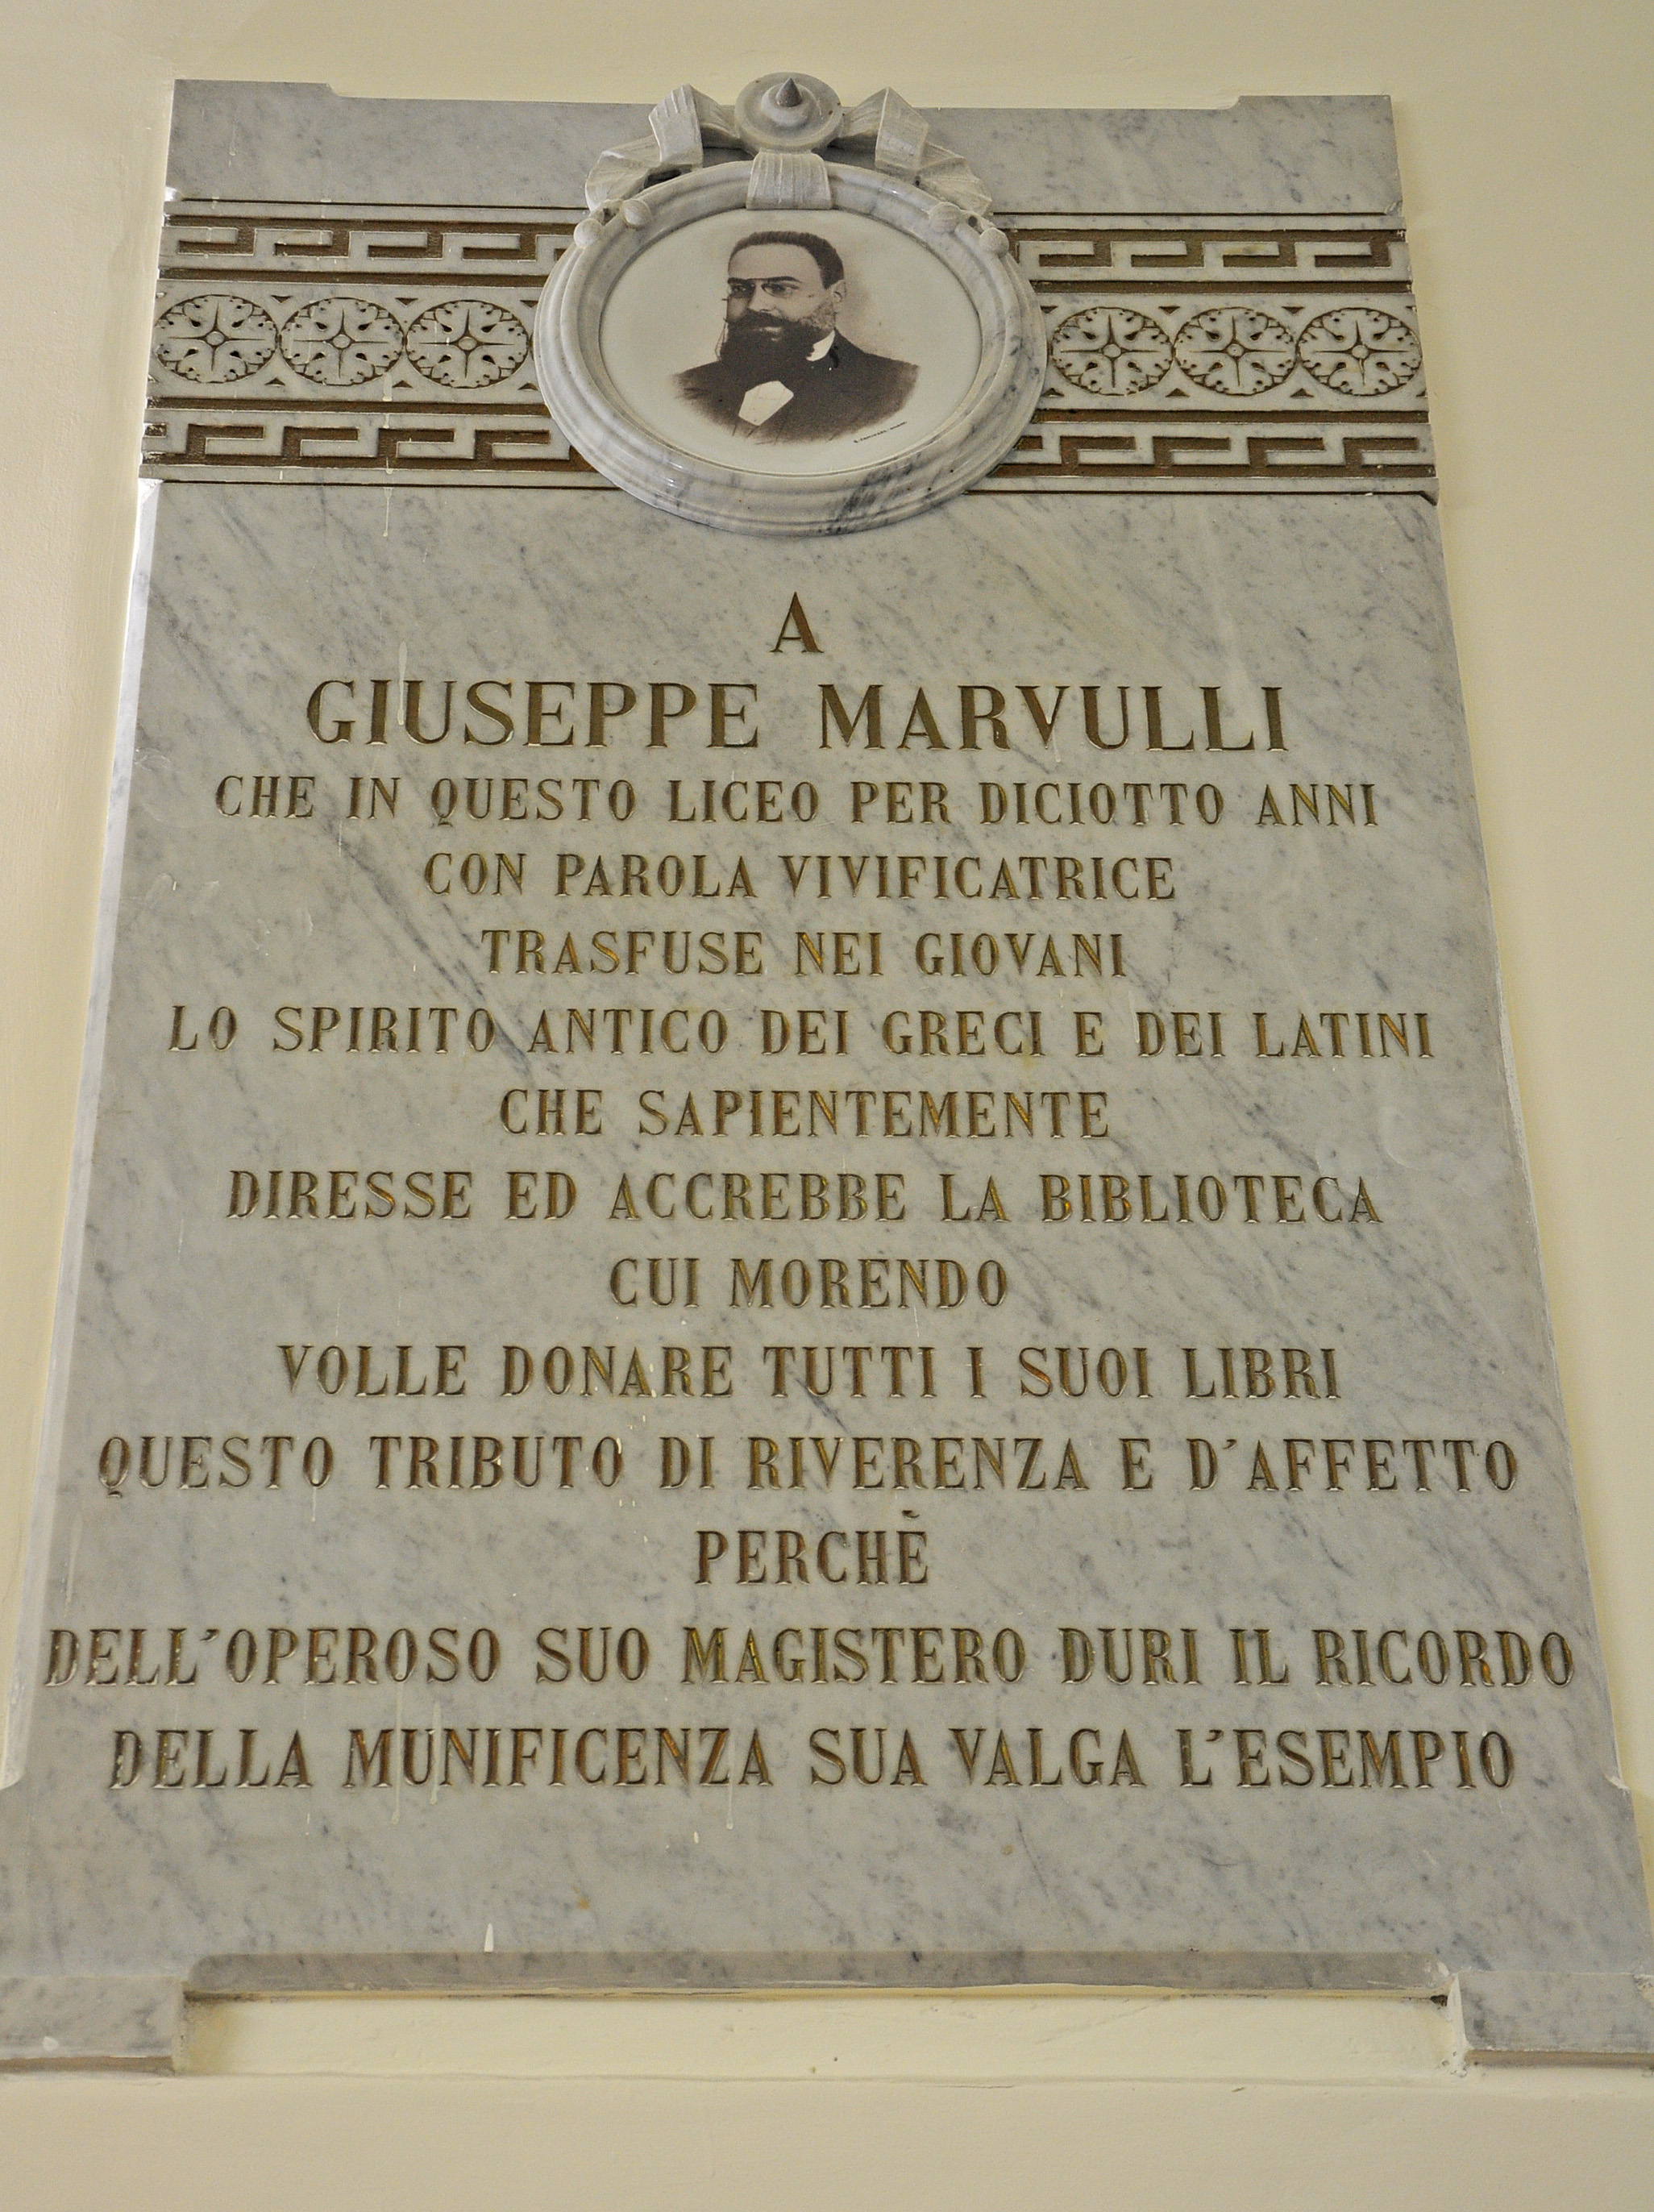 A
GIUSEPPE MARVULLI
CHE IN QUESTO LICEO PER DICIOTTO ANNI
CON PAROLA VIVIFICATRICE
TRASFUSE NEI GIOVANI
LO SPIRITO ANTICO DEI GRECI E DEI LATINI
CHE SAPIENTEMENTE
DIRESSE ED ACCREBBE LA BIBLIOTECA
CUI MORENDO
VOLLE DONARE TUTTI I SUOI LIBRI
QUESTO TRIBUTO DI RIVERENZA E D'AFFETTO
PERCHÈ
DELL'OPEROSO SUO MAGISTERO DURI IL RICORDO
DELLA MUNIFICENZA SUA VALGA L'ESEMPIO